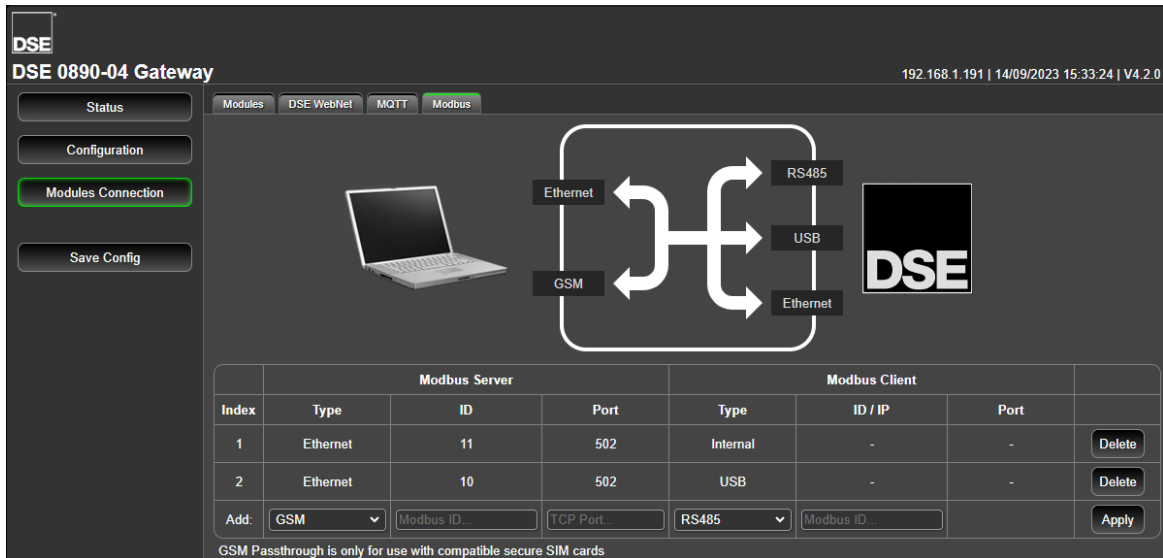 DSE
DSE 0890-04 Gateway
192.168.1.191 | 14/09/2023 15:33:24 | V4.2.0
Status
Configuration
Modules Connection
Save Config
Modules DSE WebNet MQTT Modbus
Ethernet
GSM
RS485
USB
Ethernet
DSE
Modbus Server Modbus Client
Index Type ID Port Type ID / IP Port
1 Ethernet 11 502 Internal - - Delete
2 Ethernet 10 502 USB - - Delete
Add: GSM Modbus ID... TCP Port... RS485 Modbus ID... Apply
GSM Passthrough is only for use with compatible secure SIM cards